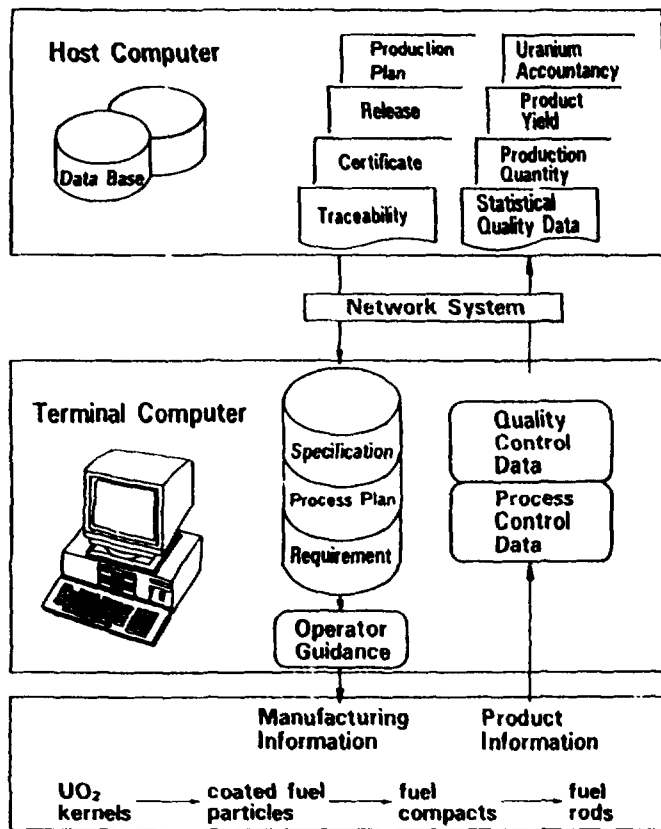 Host Computer
Data Base
Production
Plan
Release
Certificate
Traceability
Uranium
Accountancy
Product
Yield
Production
Quantity
Statistical
Quality Data
Network System
Terminal Computer
Specification
Process Plan
Requirement
Operator
Guidance
Quality
Control
Data
Process
Control
Data
Manufacturing
Information
Product
Information
UO₂
kernels
coated fuel
particles
fuel
compacts
fuel
rods